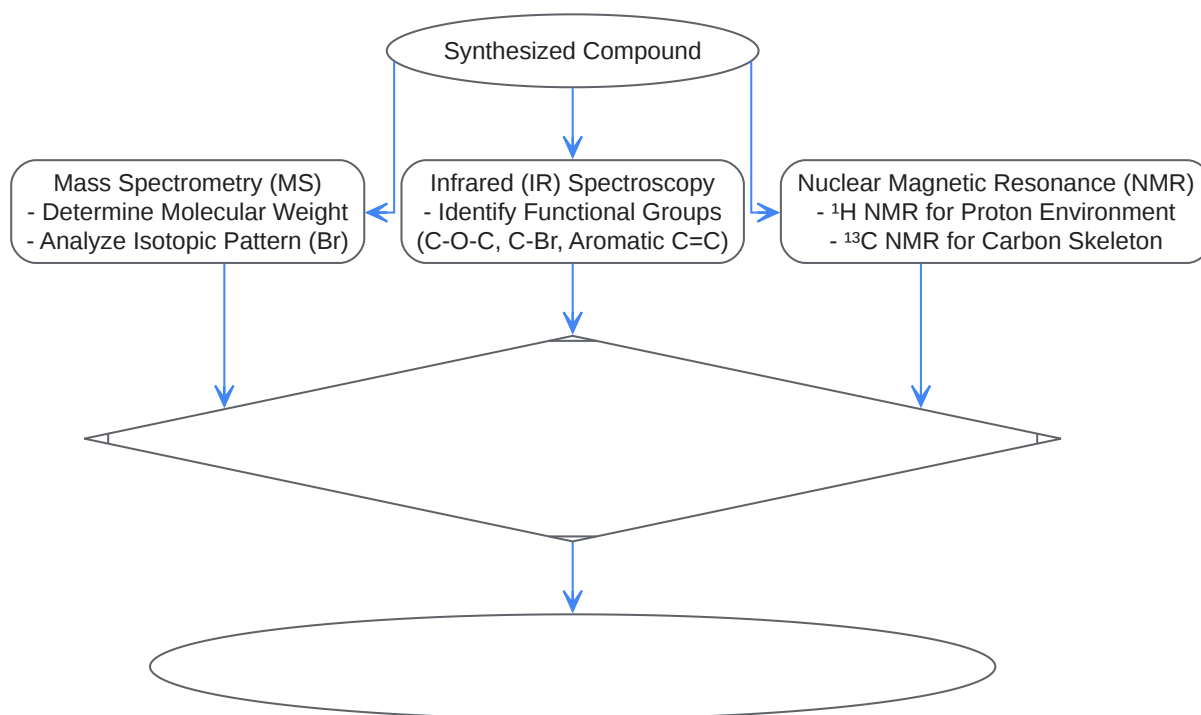 Synthesized Compound
Mass Spectrometry (MS)
- Determine Molecular Weight
- Analyze Isotopic Pattern (Br)
Infrared (IR) Spectroscopy
- Identify Functional Groups
(C-O-C, C-Br, Aromatic C=C)
Nuclear Magnetic Resonance (NMR)
- ¹H NMR for Proton Environment
- ¹³C NMR for Carbon Skeleton